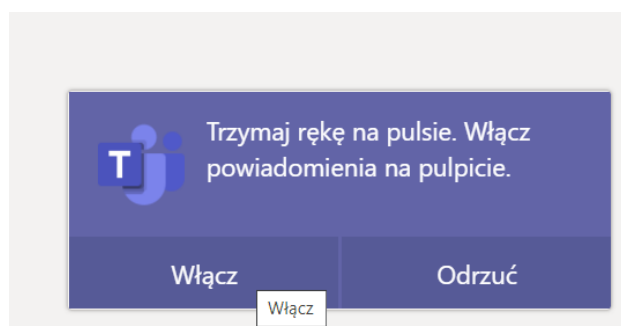 Trzymaj rękę na pulsie. Włącz
powiadomienia na pulpicie.
T
Włącz
Odrzuć
Włącz